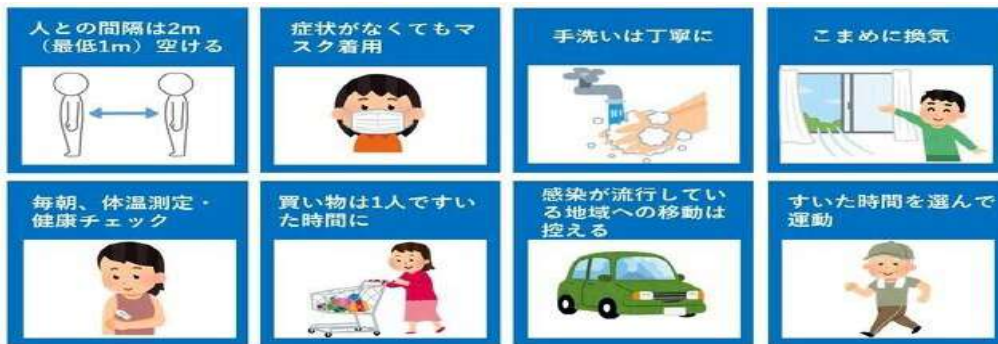 人との間隔は2m
(最低1m)空ける
症状がなくてもマ
スク着用
手洗いは丁寧に
こまめに換気
毎朝、体温測定・
健康チェック
買い物は1人ですい
た時間に
感染が流行してい
る地域への移動は
控える
すいた時間を選んで
運動